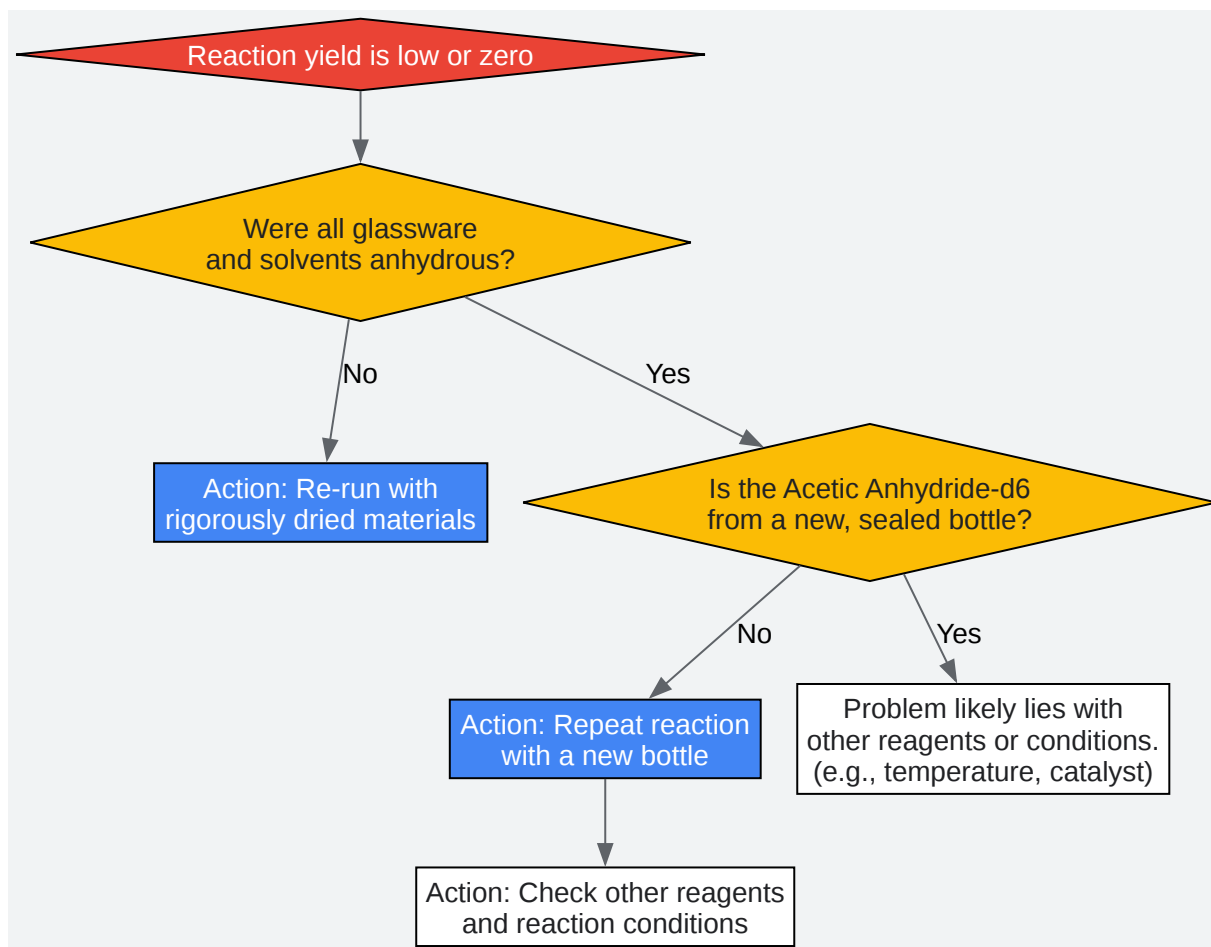 Reaction yield is low or zero
Were all glassware
and solvents anhydrous?
No
Yes
Action: Re-run with
rigorously dried materials
Is the Acetic Anhydride-d6
from a new, sealed bottle?
No
Yes
Action: Repeat reaction
with a new bottle
Problem likely lies with
other reagents or conditions.
(e.g., temperature, catalyst)
Action: Check other reagents
and reaction conditions